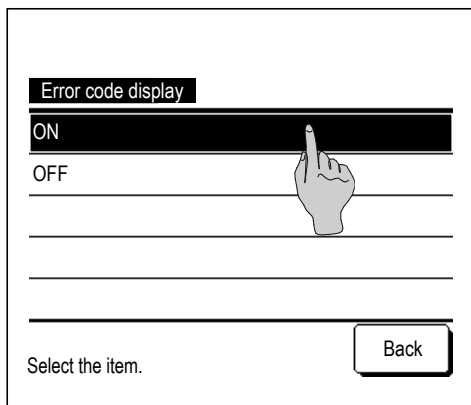 Error code display
ON
OFF
Back
Select the item.